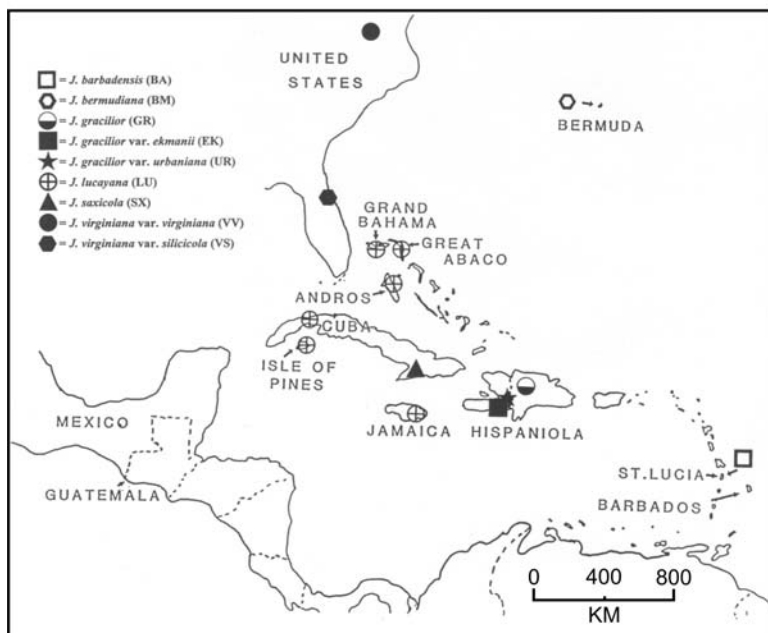 = J. barbadensis (BA)
= J. bermudiana (BM)
= J. gracilior (GR)
= J. gracilior var. ekmanii (EK)
= J. gracilior var. urbaniana (UR)
= J. lucayana (LU)
= J. saxicola (SX)
= J. virginiana var. virginiana (VV)
= J. virginiana var. silicicola (VS)
UNITED
STATES
BERMUDA
GRAND
BAHAMA
GREAT
ABACO
ANDROS
CUBA
ISLE OF
PINES
MEXICO
JAMAICA
HISPANIOLA
GUATEMALA
ST. LUCIA
BARBADOS
0 400 800
KM